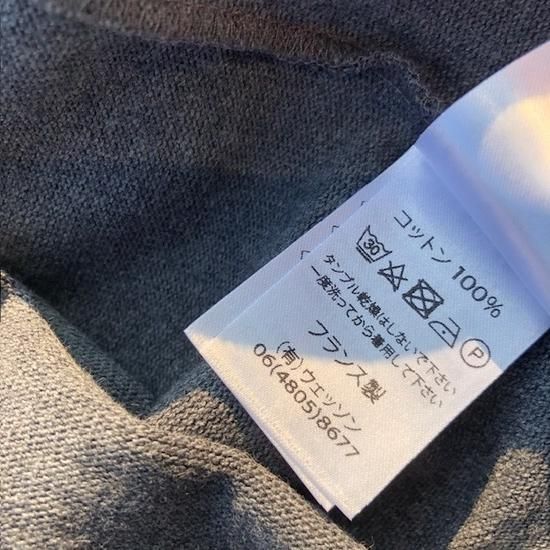 コットン 100%
30 P
タンブル乾燥はしないで下さい
一度洗ってから着用して下さい
フランス製
(有)ウェッソン
06(4805)8677